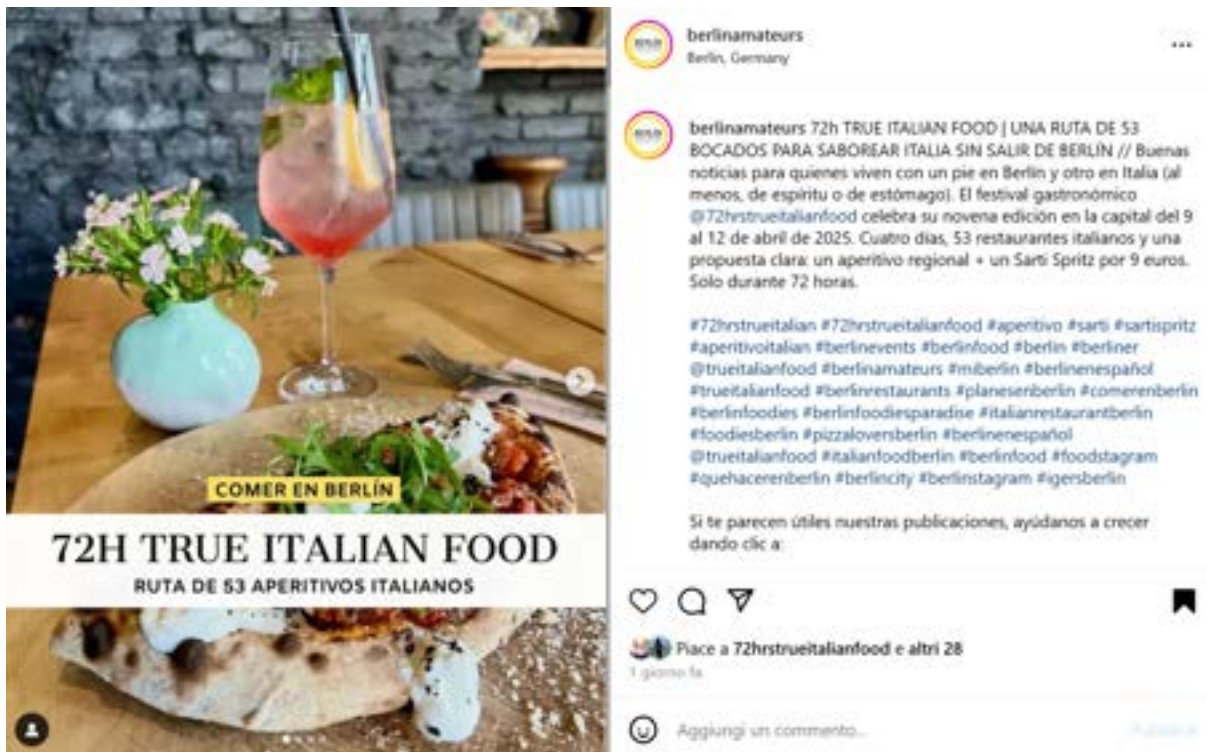 COMER EN BERLÍN
72H TRUE ITALIAN FOOD
RUTA DE 53 APERITIVOS ITALIANOS
berlinamateurs
Berlin, Germany
berlinamateurs 72h TRUE ITALIAN FOOD | UNA RUTA DE 53
BOCADOS PARA SABOREAR ITALIA SIN SALIR DE BERLÍN // Buenas
noticias para quienes viven con un pie en Berlín y otro en Italia (al
menos, de espíritu o de estómago). El festival gastronómico
@72hrstrueitalianfood celebra su novena edición en la capital del 9
al 12 de abril de 2025. Cuatro días, 53 restaurantes italianos y una
propuesta clara: un aperitivo regional + un Sarti Spritz por 9 euros.
Solo durante 72 horas.
#72hrstrueitalian #72hrstrueitalianfood #aperitivo #sarti #sartispritz
#aperitivoitalian #berlinevents #berlinfood #berlin #berliner
@trueitalianfood #berlinamateurs #miberlin #berlinenespañol
#trueitalianfood #berlinrestaurants #planesenberlin #comerenberlin
#berlinfoodies #berlinfoodiesparadise #italianrestaurantberlin
#foodiesberlin #pizzaloversberlin #berlinenespañol
@trueitalianfood #italianfoodberlin #berlinfood #foodstagram
#quehacerenberlin #berlincity #berlinstagram #igersberlin
Si te parecen útiles nuestras publicaciones, ayúdanos a crecer
dando clic a:
Piace a 72hrstrueitalianfood e altri 28
1 giorno fa
Aggiungi un commento...